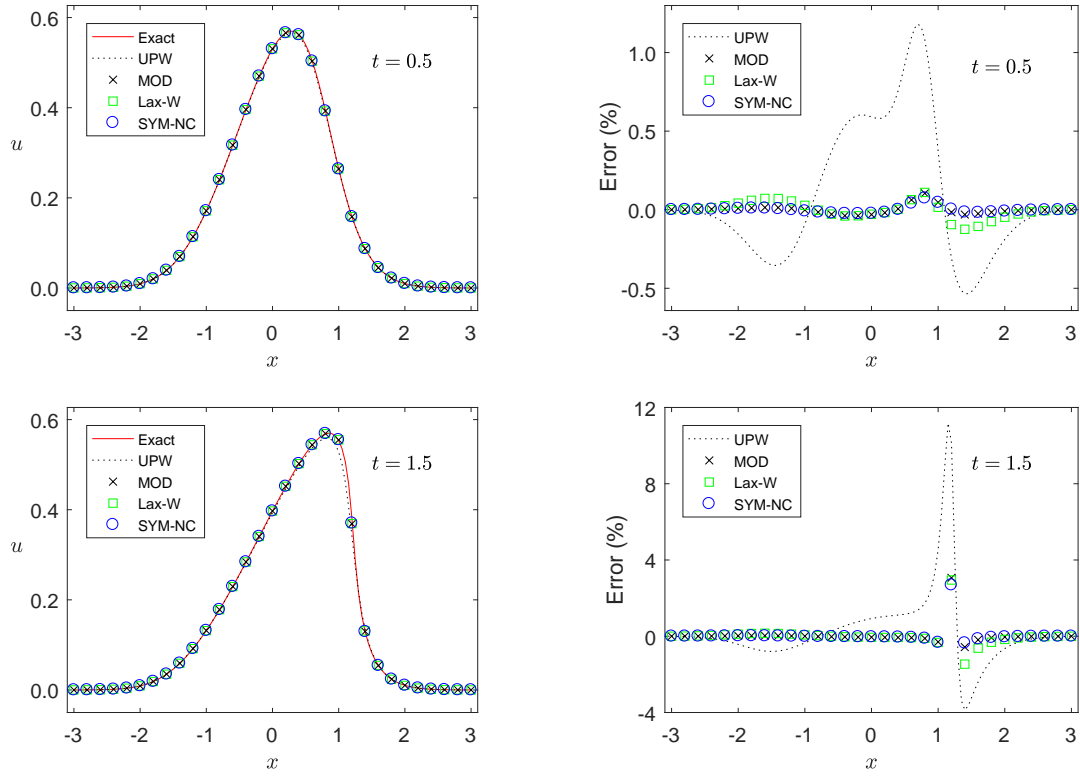 0.6
0.4
0.2
0.0
u
-3 -2 -1 0 1 2 3
x
Exact
UPW
MOD
Lax-W
SYM-NC
t = 0.5
1.0
0.5
0.0
-0.5
Error (%)
-3 -2 -1 0 1 2 3
x
UPW
MOD
Lax-W
SYM-NC
t = 0.5
0.6
0.4
0.2
0.0
u
-3 -2 -1 0 1 2 3
x
Exact
UPW
MOD
Lax-W
SYM-NC
t = 1.5
12
8
4
0
-4
Error (%)
-3 -2 -1 0 1 2 3
x
UPW
MOD
Lax-W
SYM-NC
t = 1.5